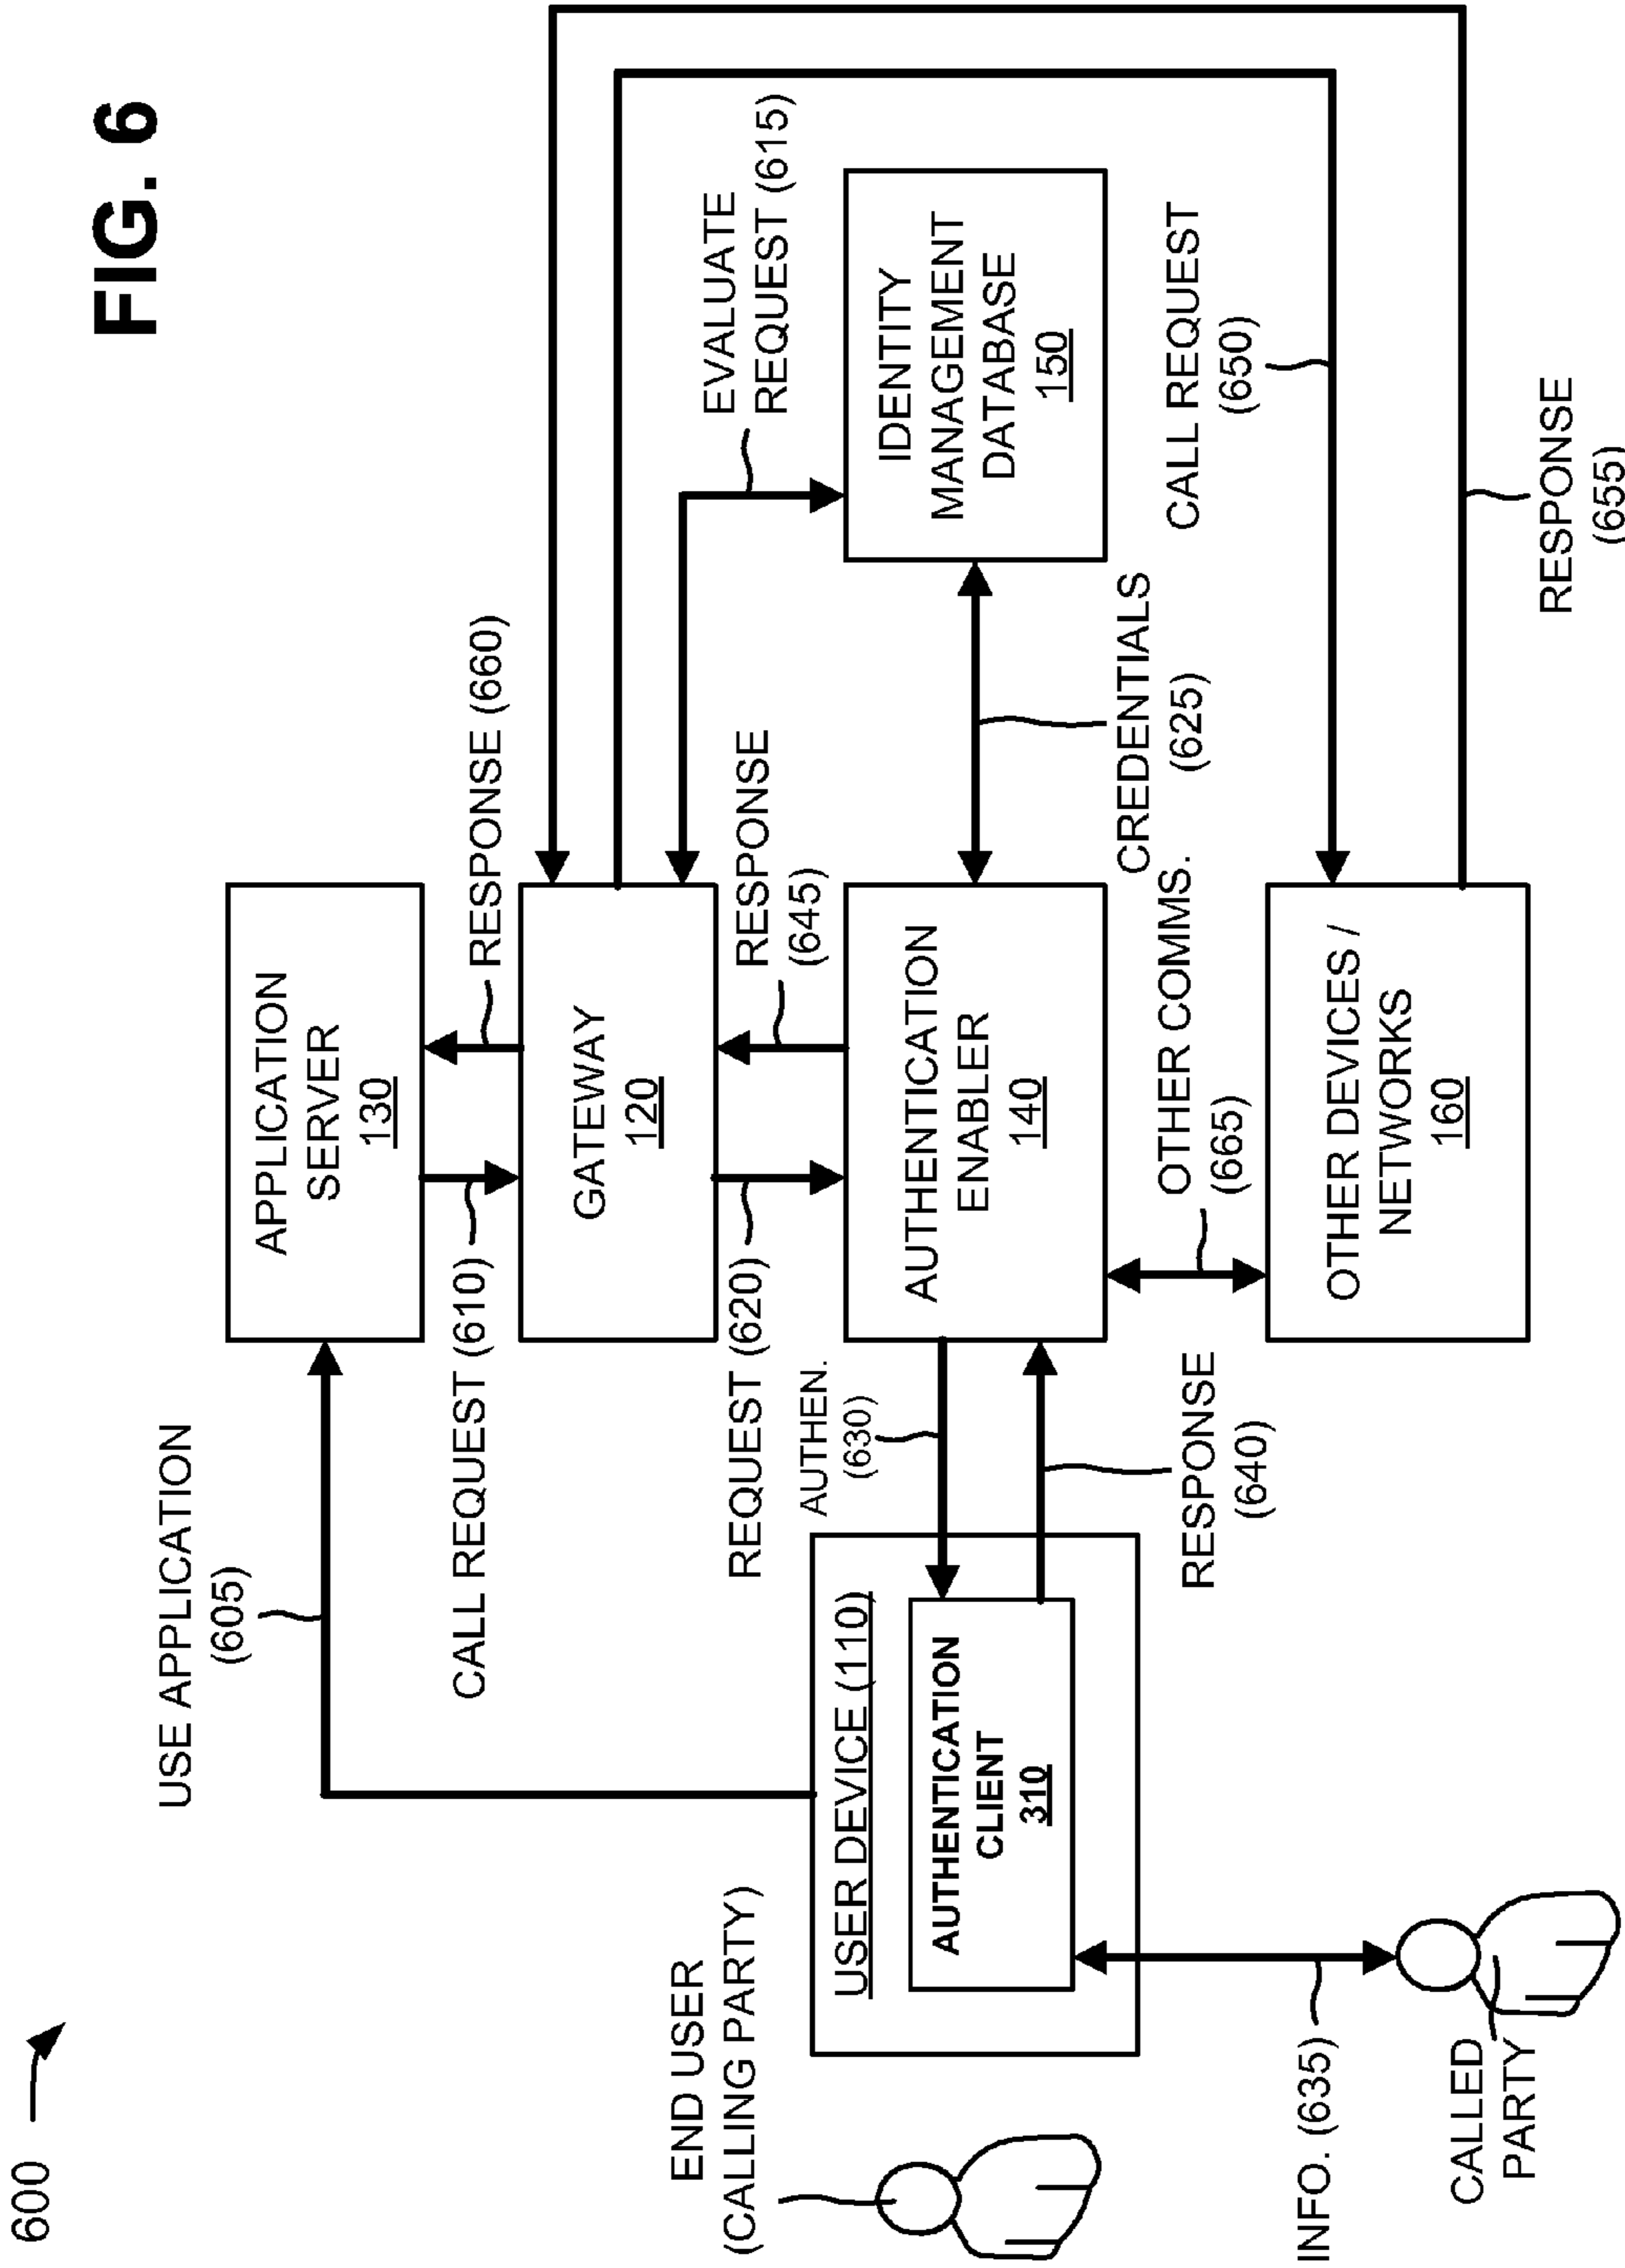 FIG. 6
600
USE APPLICATION
(605)
APPLICATION
SERVER
130
CALL REQUEST (610)
RESPONSE (660)
END USER
(CALLING PARTY)
GATEWAY
120
REQUEST (620)
RESPONSE
(645)
EVALUATE
REQUEST (615)
AUTHEN.
(630)
USER DEVICE (110)
AUTHENTICATION
CLIENT
310
AUTHENTICATION
ENABLER
140
IDENTITY
MANAGEMENT
DATABASE
150
CREDENTIALS
(625)
RESPONSE
(640)
OTHER COMMS.
(665)
CALL REQUEST
(650)
INFO. (635)
OTHER DEVICES /
NETWORKS
160
CALLED
PARTY
RESPONSE
(655)